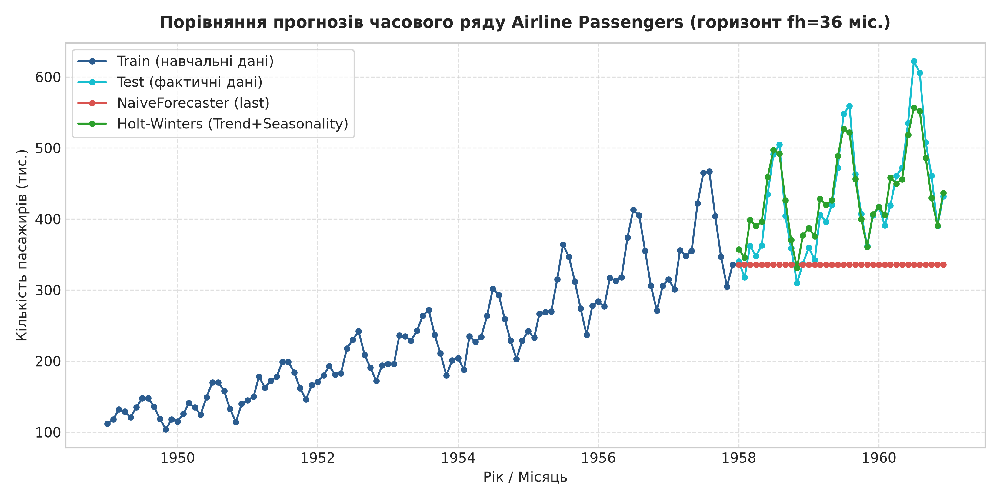 Порівняння прогнозів часового ряду Airline Passengers (горизонт fh=36 міс.)
Train (навчальні дані)
Test (фактичні дані)
NaiveForecaster (last)
Holt-Winters (Trend+Seasonality)
Кількість пасажирів (тис.)
600
500
400
300
200
100
1950 1952 1954 1956 1958 1960
Рік / Місяць